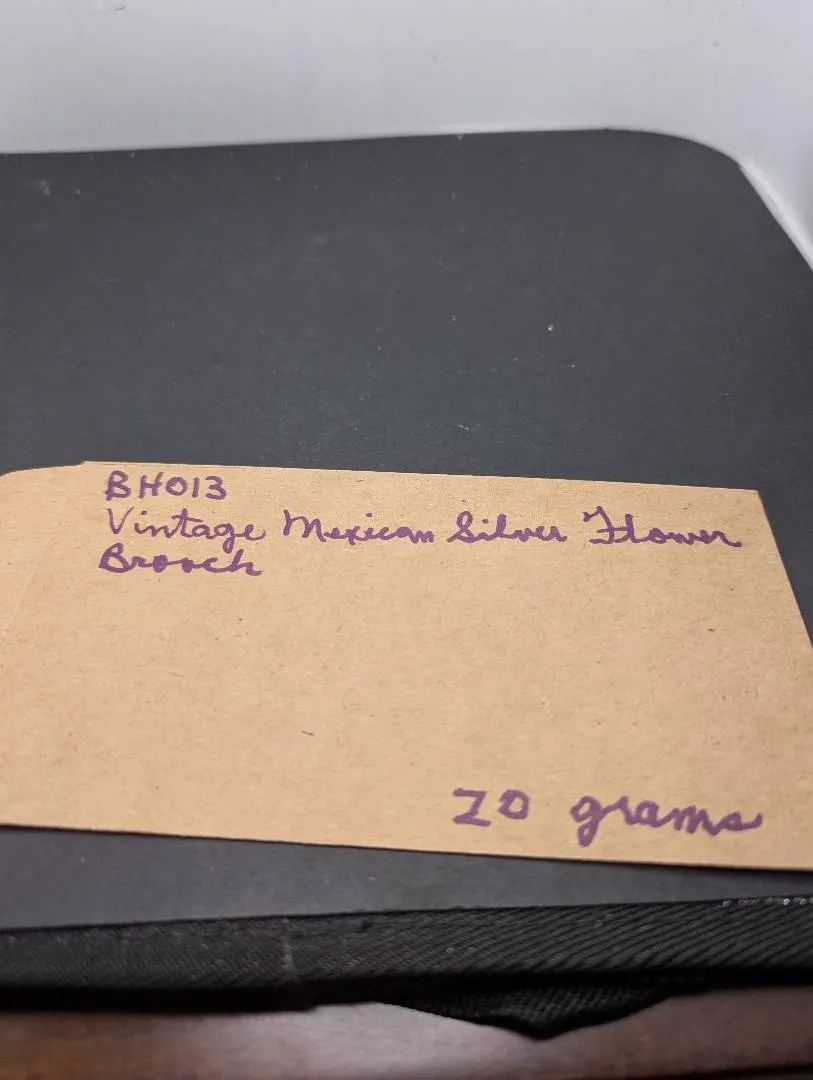 BH013
Vintage Mexican Silver Flower
Brooch
20 grams